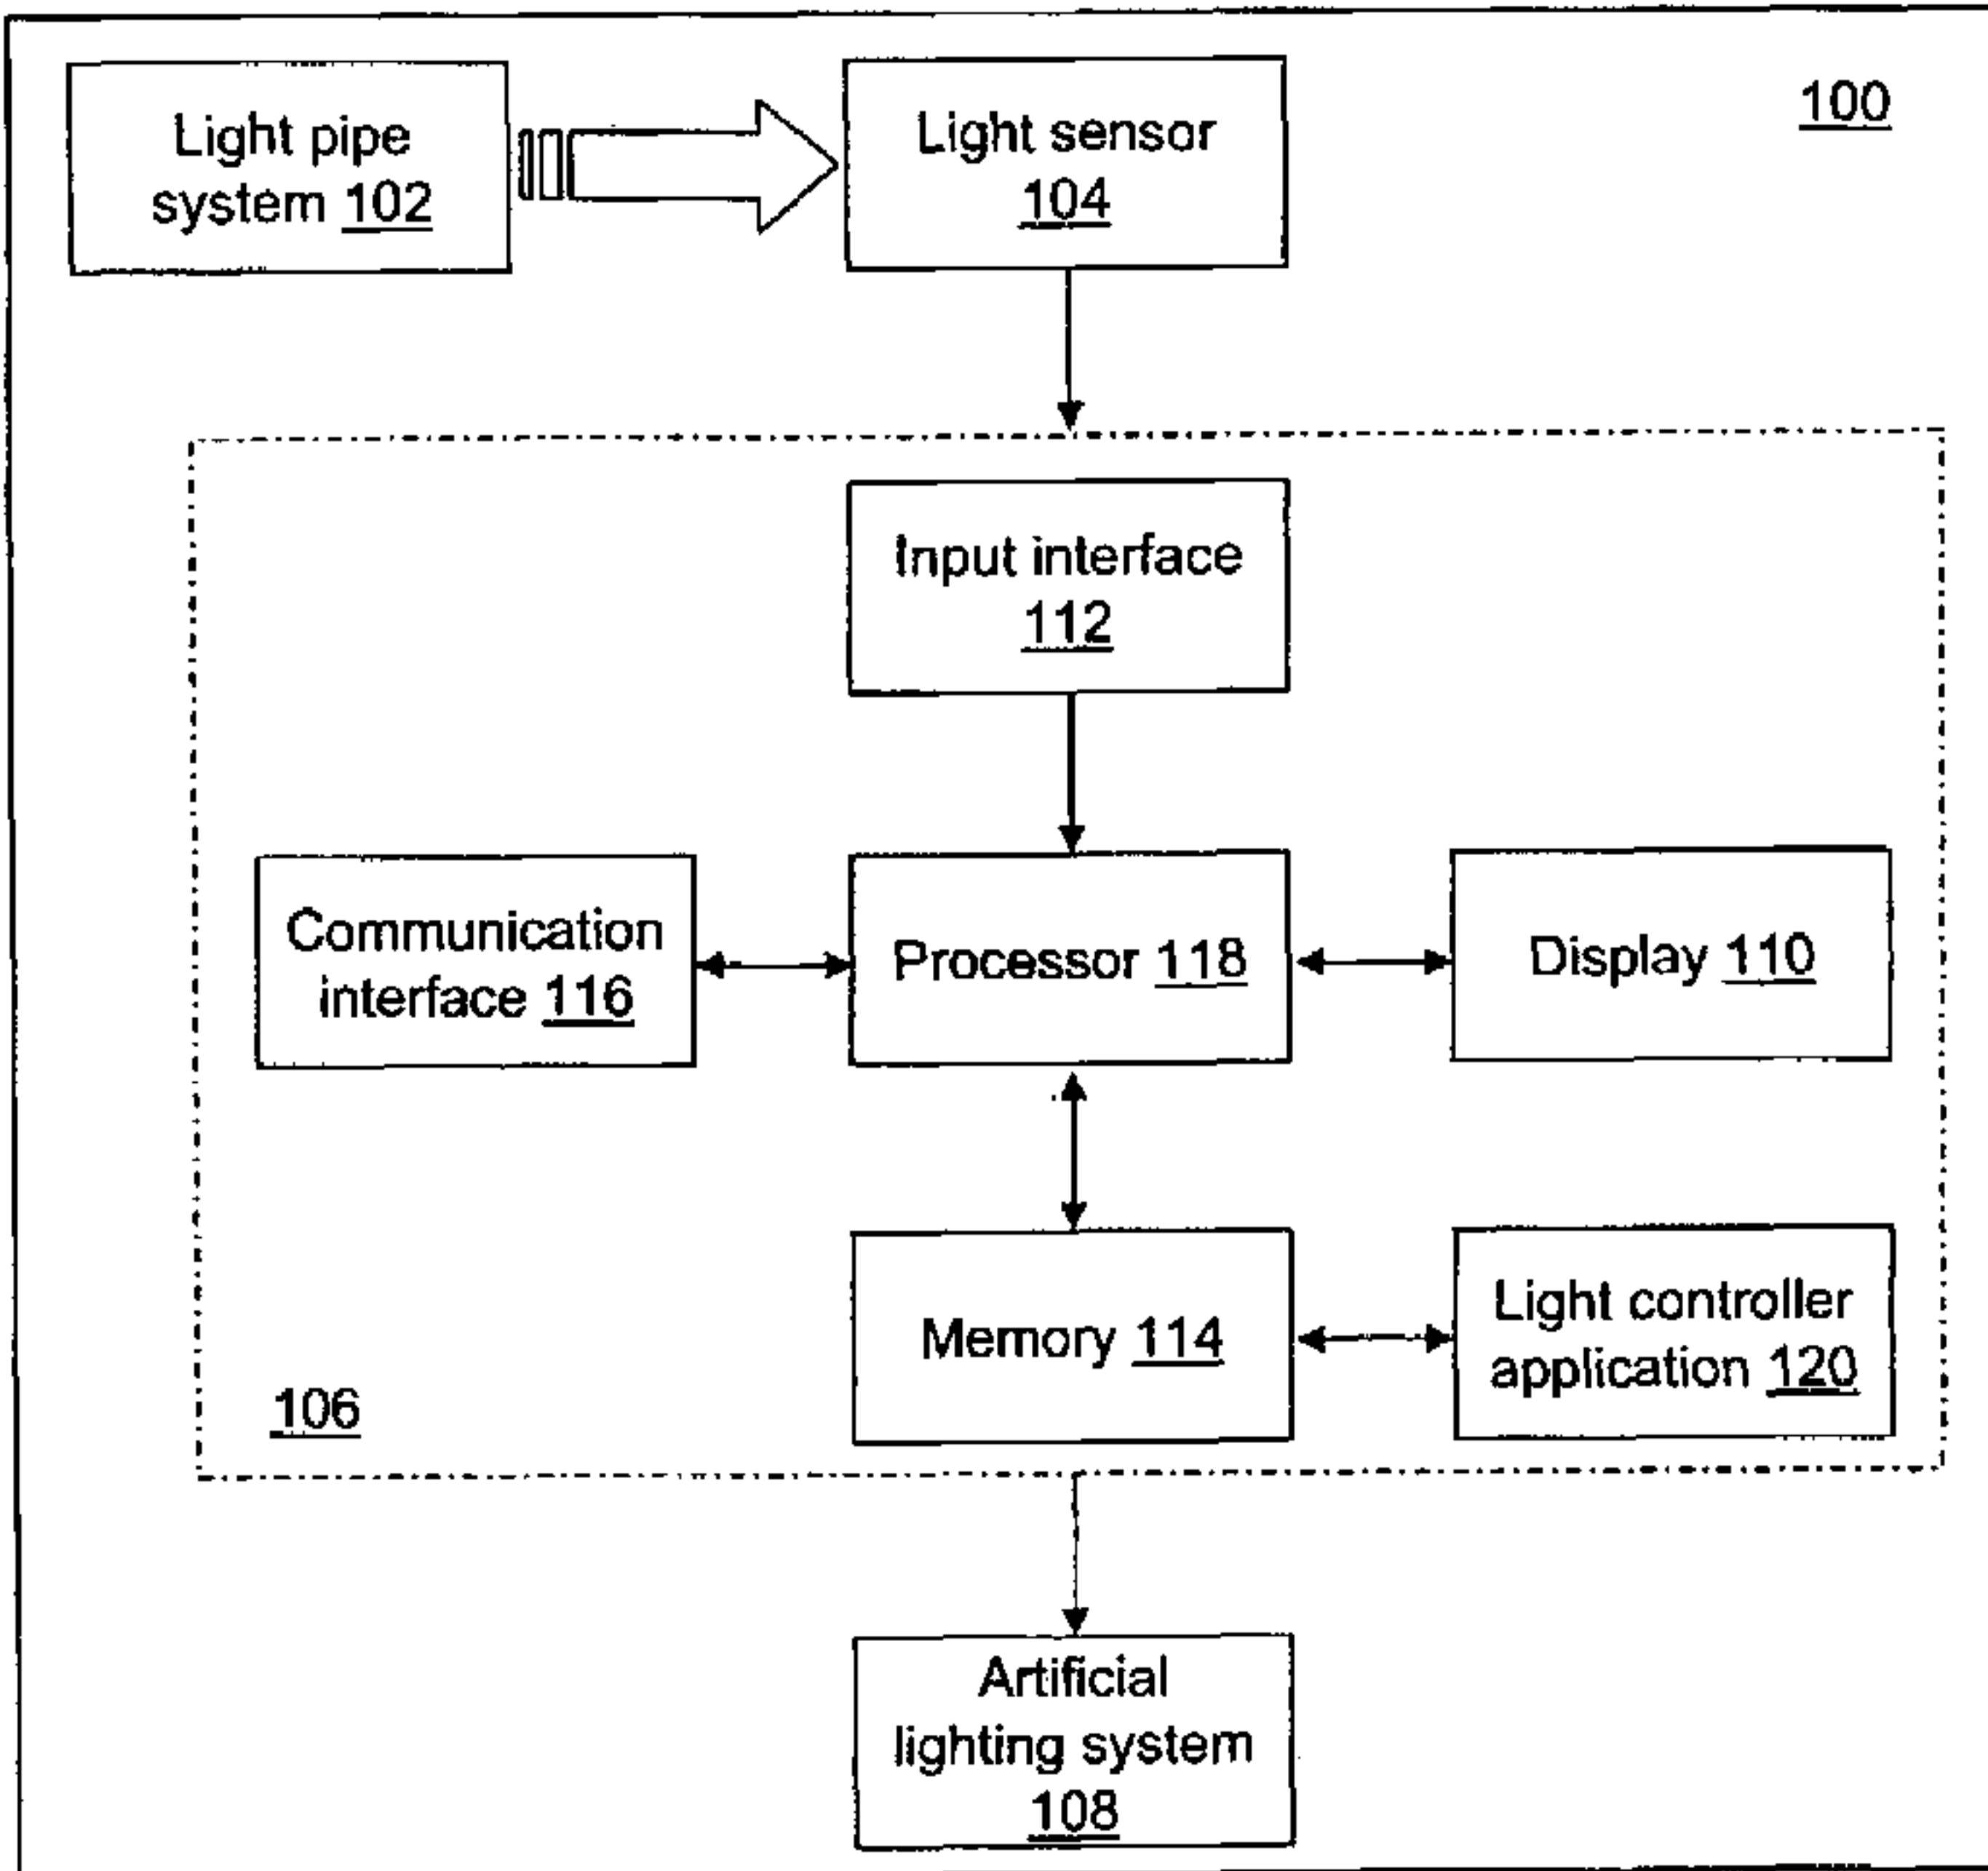 100
Light pipe
system 102
Light sensor
104
Input interface
112
Communication
interface 116
Processor 118
Display 110
Memory 114
Light controller
application 120
106
Artificial
lighting system
108